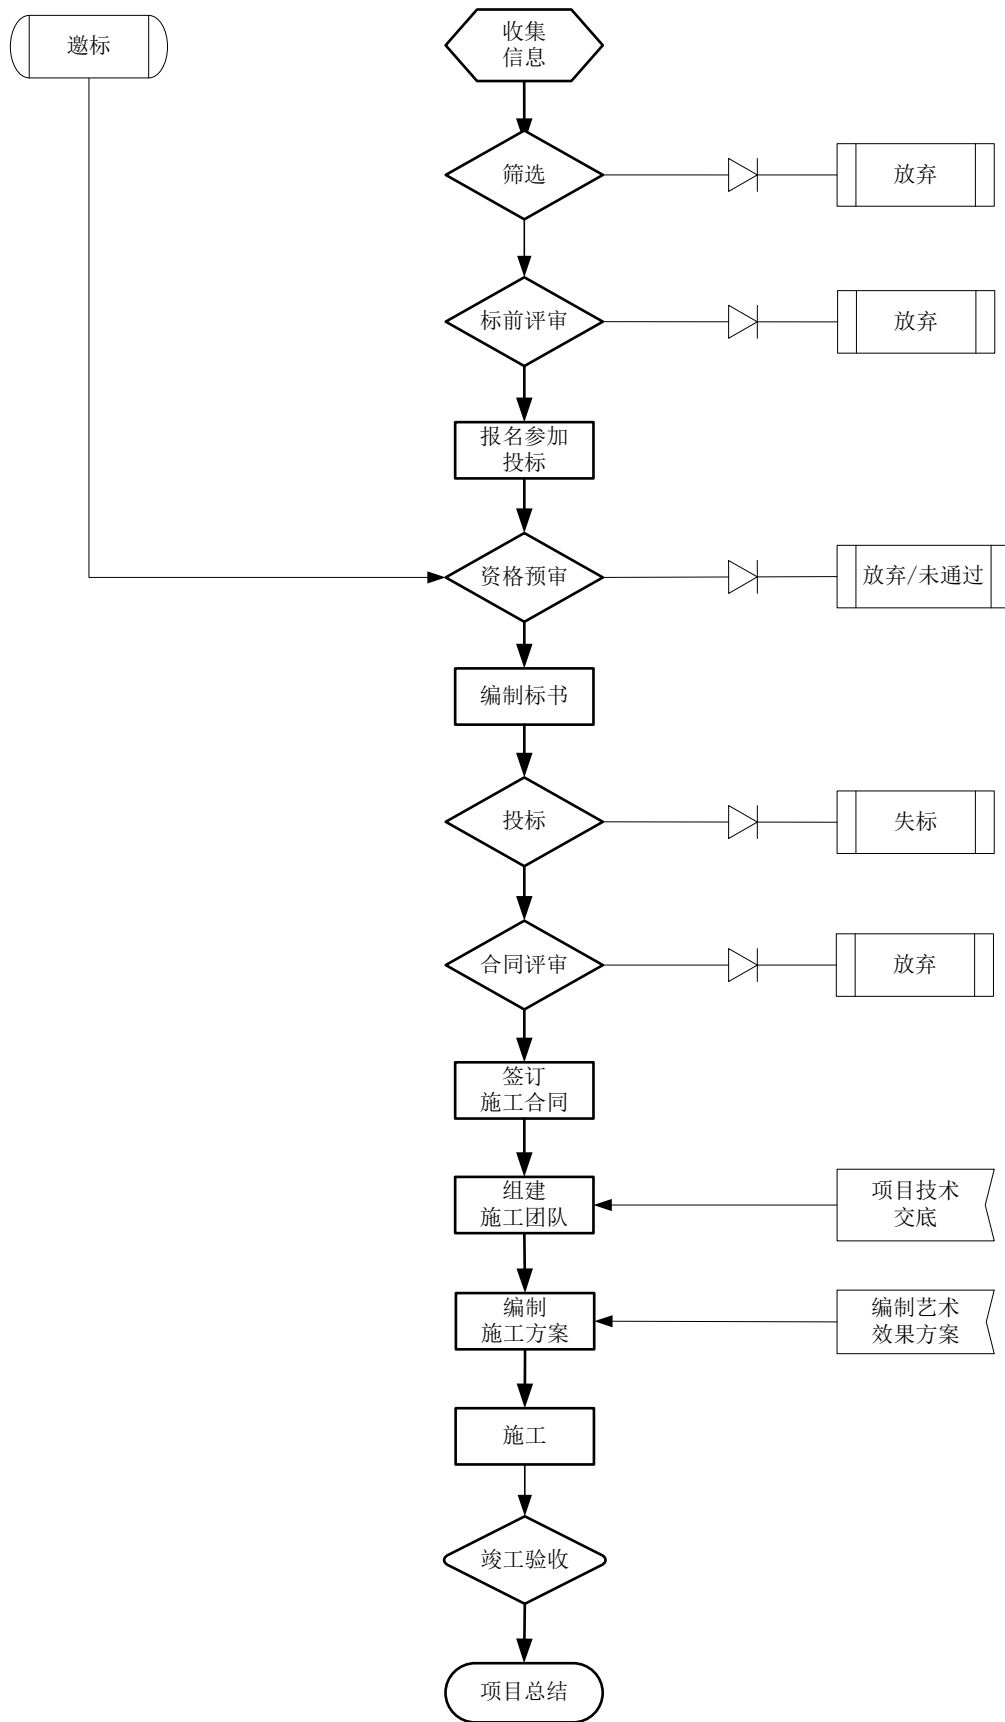 邀标
收集
信息
筛选
放弃
标前评审
放弃
报名参加
投标
资格预审
放弃/未通过
编制标书
投标
失标
合同评审
放弃
签订
施工合同
组建
施工团队
项目技术
交底
编制
施工方案
编制艺术
效果方案
施工
竣工验收
项目总结